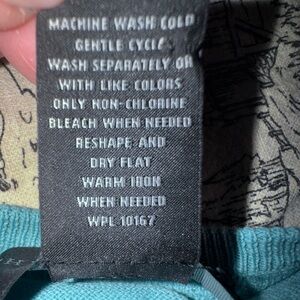 MACHINE WASH COLD
GENTLE CYCLE
WASH SEPARATELY OR
WITH LIKE COLORS
ONLY NON-CHLORINE
BLEACH WHEN NEEDED
RESHAPE AND
DRY FLAT
WARM IRON
WHEN NEEDED
WPL 10167